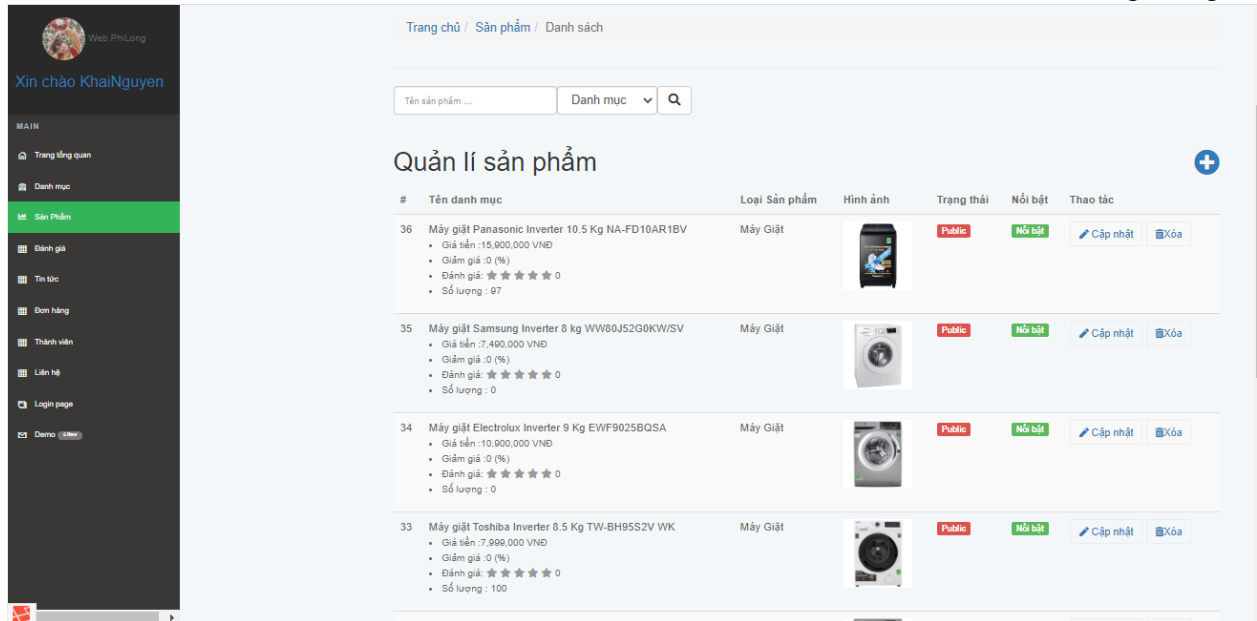 Web PhiLong
Xin chào KhaiNguyen
MAIN
Trang tổng quan
Danh mục
Sản Phẩm
Đánh giá
Tin tức
Đơn hàng
Thành viên
Liên hệ
Login page
Demo 6 New
Trang chủ / Sản phẩm / Danh sách
Tên sản phẩm .... Danh mục
Quản lí sản phẩm
# Tên danh mục Loại Sản phẩm Hình ảnh Trạng thái Nổi bật Thao tác
36 Máy giặt Panasonic Inverter 10.5 Kg NA-FD10AR1BV Máy Giặt Public Nổi bật Cập nhật Xóa
• Giá tiền :15,900,000 VNĐ
• Giảm giá :0 (%)
• Đánh giá: ★ ★ ★ ★ ★ 0
• Số lượng : 97
35 Máy giặt Samsung Inverter 8 kg WW80J52G0KW/SV Máy Giặt Public Nổi bật Cập nhật Xóa
• Giá tiền :7,490,000 VNĐ
• Giảm giá :0 (%)
• Đánh giá: ★ ★ ★ ★ ★ 0
• Số lượng : 0
34 Máy giặt Electrolux Inverter 9 Kg EWF9025BQSA Máy Giặt Public Nổi bật Cập nhật Xóa
• Giá tiền :10,900,000 VNĐ
• Giảm giá :0 (%)
• Đánh giá: ★ ★ ★ ★ ★ 0
• Số lượng : 0
33 Máy giặt Toshiba Inverter 8.5 Kg TW-BH95S2V WK Máy Giặt Public Nổi bật Cập nhật Xóa
• Giá tiền :7,999,000 VNĐ
• Giảm giá :0 (%)
• Đánh giá: ★ ★ ★ ★ ★ 0
• Số lượng : 100